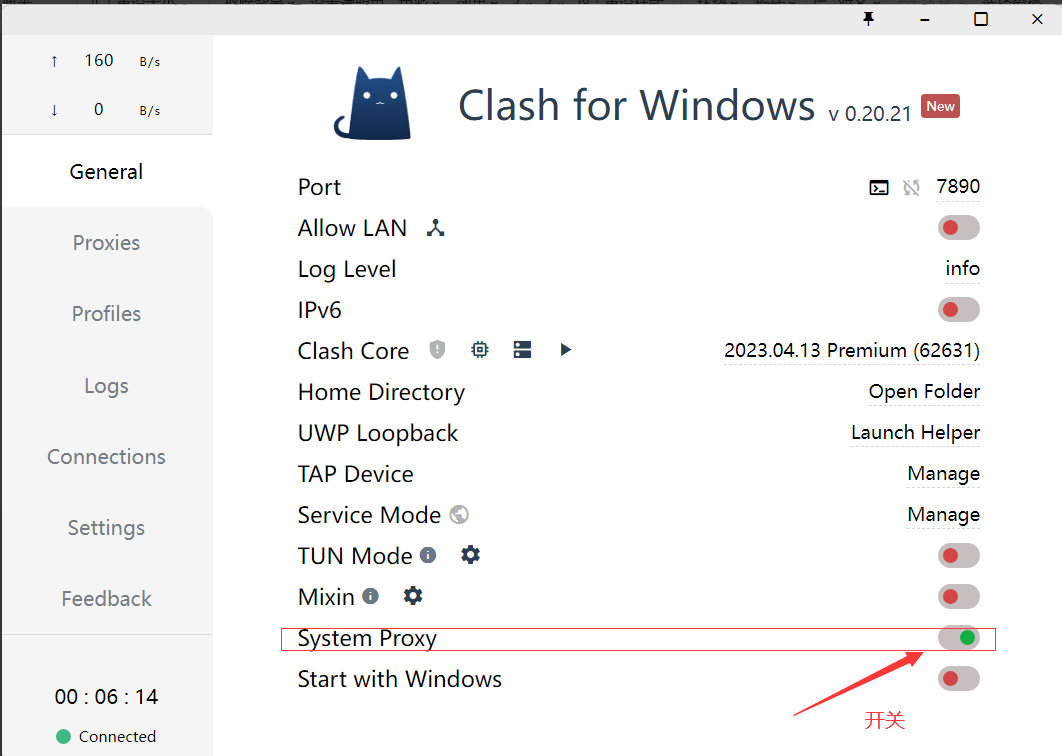 ↑ 160 B/s
↓ 0 B/s
General
Proxies
Profiles
Logs
Connections
Settings
Feedback
00 : 06 : 14
Connected
Clash for Windows v 0.20.21 New
Port 7890
Allow LAN
Log Level info
IPv6
Clash Core 2023.04.13 Premium (62631)
Home Directory Open Folder
UWP Loopback Launch Helper
TAP Device Manage
Service Mode Manage
TUN Mode
Mixin
System Proxy
Start with Windows
开关